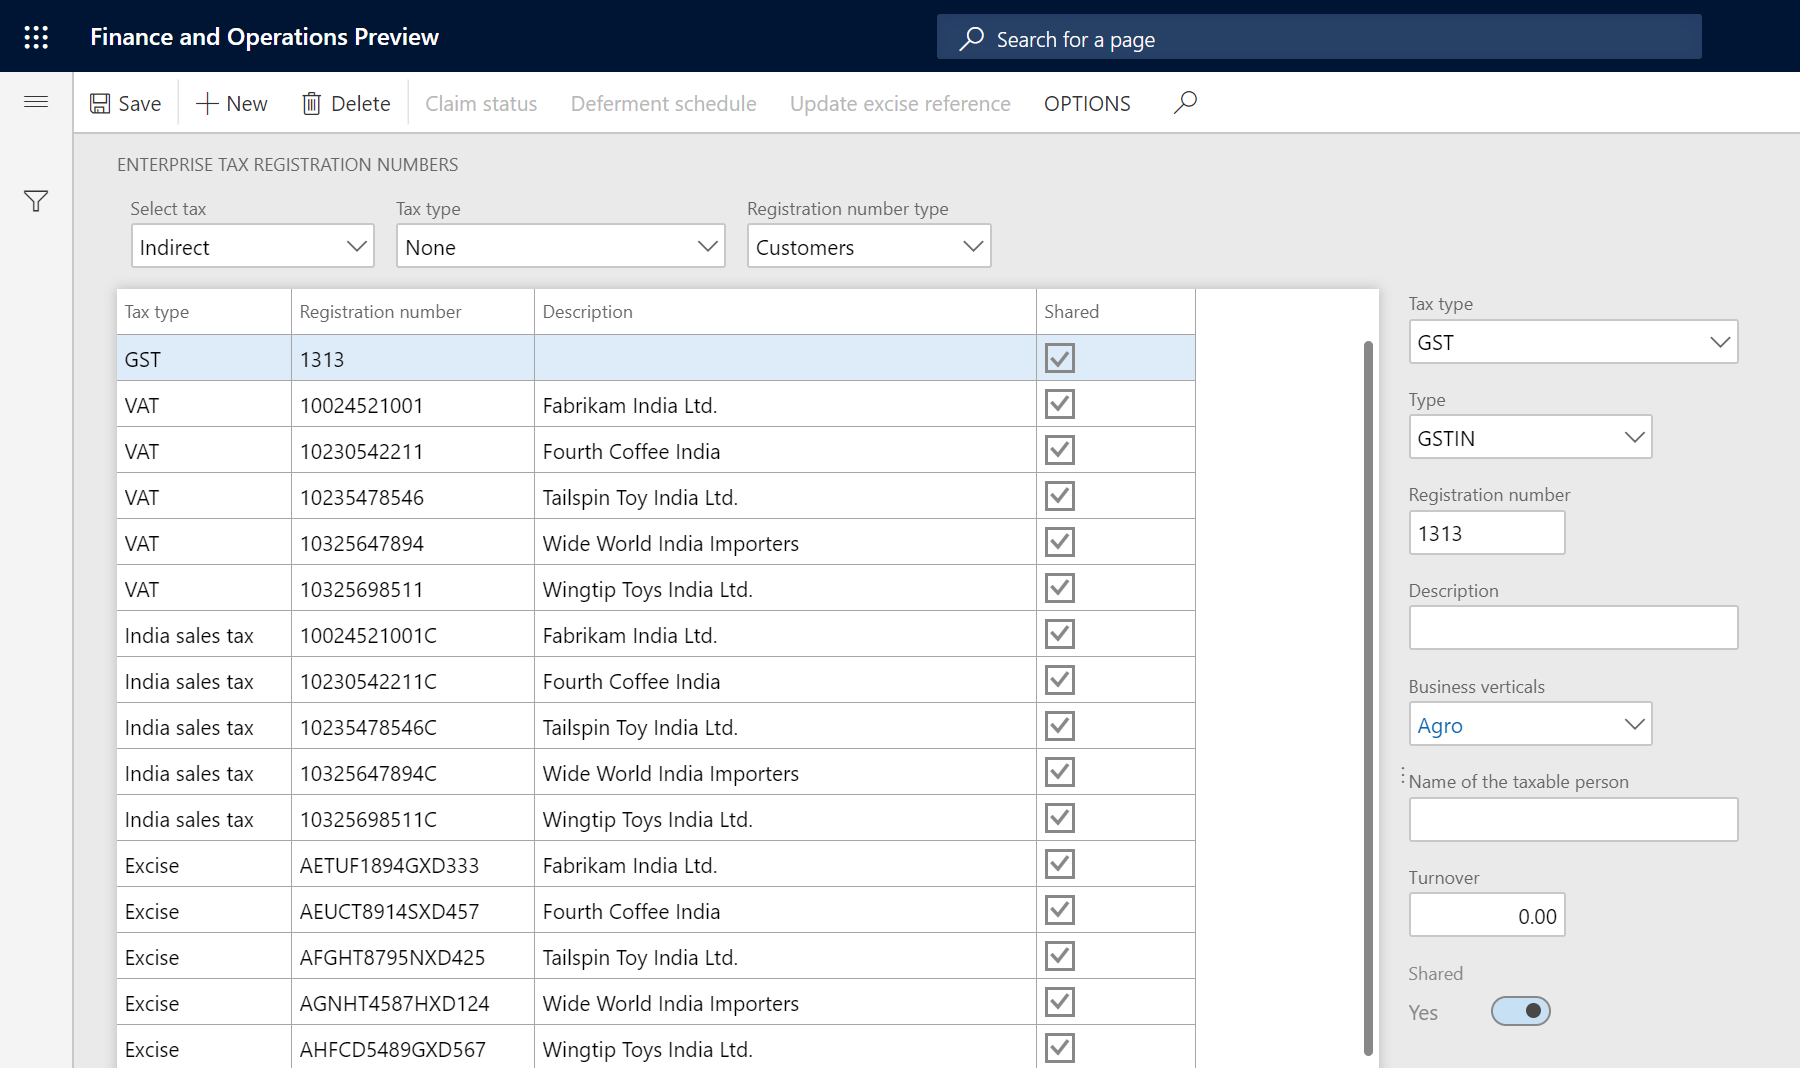 Finance and Operations Preview
Search for a page
Save New Delete Claim status Deferment schedule Update excise reference OPTIONS
ENTERPRISE TAX REGISTRATION NUMBERS
Select tax Tax type Registration number type
Indirect None Customers
Tax type Registration number Description Shared
GST 1313
VAT 10024521001 Fabrikam India Ltd.
VAT 10230542211 Fourth Coffee India
VAT 10235478546 Tailspin Toy India Ltd.
VAT 10325647894 Wide World India Importers
VAT 10325698511 Wingtip Toys India Ltd.
India sales tax 10024521001C Fabrikam India Ltd.
India sales tax 10230542211C Fourth Coffee India
India sales tax 10235478546C Tailspin Toy India Ltd.
India sales tax 10325647894C Wide World India Importers
India sales tax 10325698511C Wingtip Toys India Ltd.
Excise AETUF1894GXD333 Fabrikam India Ltd.
Excise AEUCT8914SXD457 Fourth Coffee India
Excise AFGHT8795NXD425 Tailspin Toy India Ltd.
Excise AGNHT4587HXD124 Wide World India Importers
Excise AHFCD5489GXD567 Wingtip Toys India Ltd.
Tax type
GST
Type
GSTIN
Registration number
1313
Description
Business verticals
Agro
Name of the taxable person
Turnover
0.00
Shared
Yes